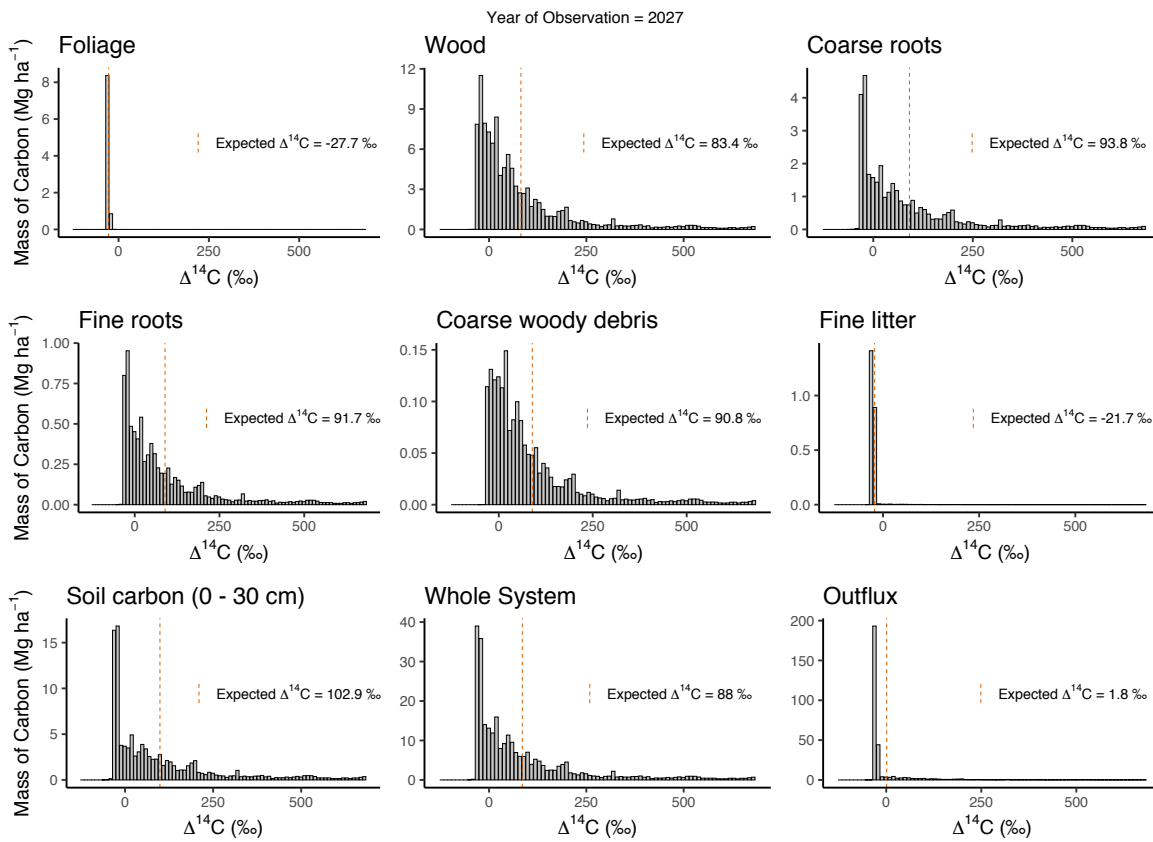 Year of Observation = 2027
Foliage
Wood
Coarse roots
Mass of Carbon (Mg ha⁻¹)
8
6
4
2
0
Expected Δ¹⁴C = -27.7 ‰
0 250 500
Δ¹⁴C (‰)
12
9
6
3
0
Expected Δ¹⁴C = 83.4 ‰
0 250 500
Δ¹⁴C (‰)
4
3
2
1
0
Expected Δ¹⁴C = 93.8 ‰
0 250 500
Δ¹⁴C (‰)
Fine roots
Coarse woody debris
Fine litter
Mass of Carbon (Mg ha⁻¹)
1.00
0.75
0.50
0.25
0.00
Expected Δ¹⁴C = 91.7 ‰
0 250 500
Δ¹⁴C (‰)
0.15
0.10
0.05
0.00
Expected Δ¹⁴C = 90.8 ‰
0 250 500
Δ¹⁴C (‰)
1.0
0.5
0.0
Expected Δ¹⁴C = -21.7 ‰
0 250 500
Δ¹⁴C (‰)
Soil carbon (0 - 30 cm)
Whole System
Outflux
Mass of Carbon (Mg ha⁻¹)
15
10
5
0
Expected Δ¹⁴C = 102.9 ‰
0 250 500
Δ¹⁴C (‰)
40
30
20
10
0
Expected Δ¹⁴C = 88 ‰
0 250 500
Δ¹⁴C (‰)
200
150
100
50
0
Expected Δ¹⁴C = 1.8 ‰
0 250 500
Δ¹⁴C (‰)